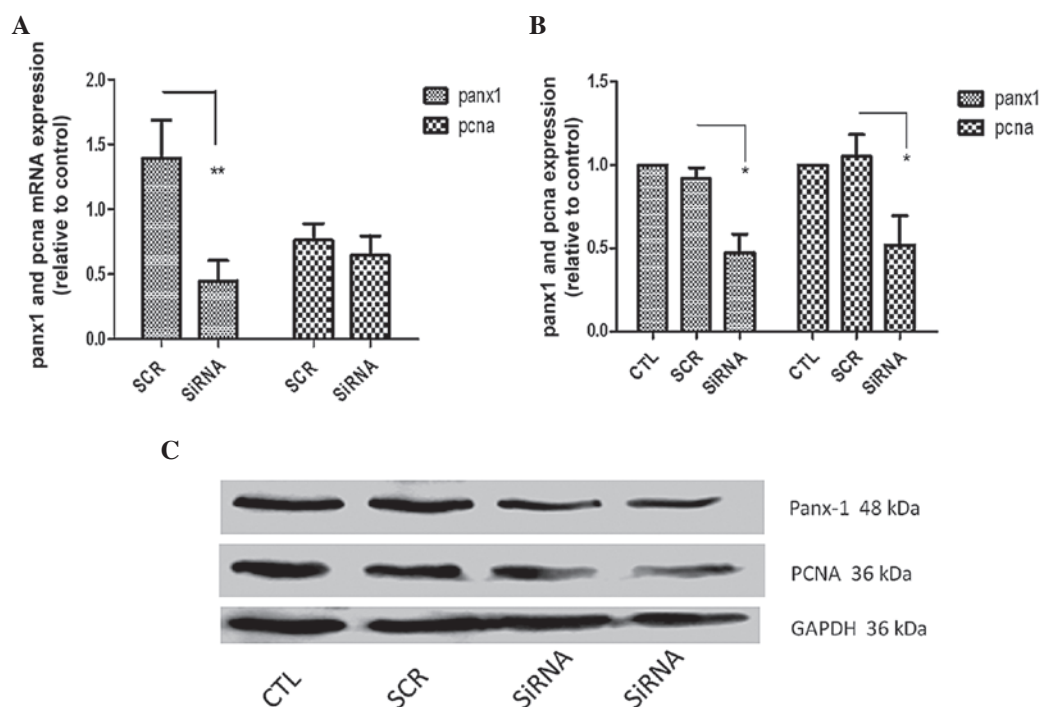 A
panx1 and pcna mRNA expression
(relative to control)
2.0
1.5
1.0
0.5
0.0
**
SCR
SiRNA
SCR
SiRNA
panx1
pcna
B
panx1 and pcna expression
(relative to control)
1.5
1.0
0.5
0.0
*
*
CTL
SCR
SiRNA
CTL
SCR
SiRNA
panx1
pcna
C
Panx-1 48 kDa
PCNA 36 kDa
GAPDH 36 kDa
CTL
SCR
SiRNA
SiRNA